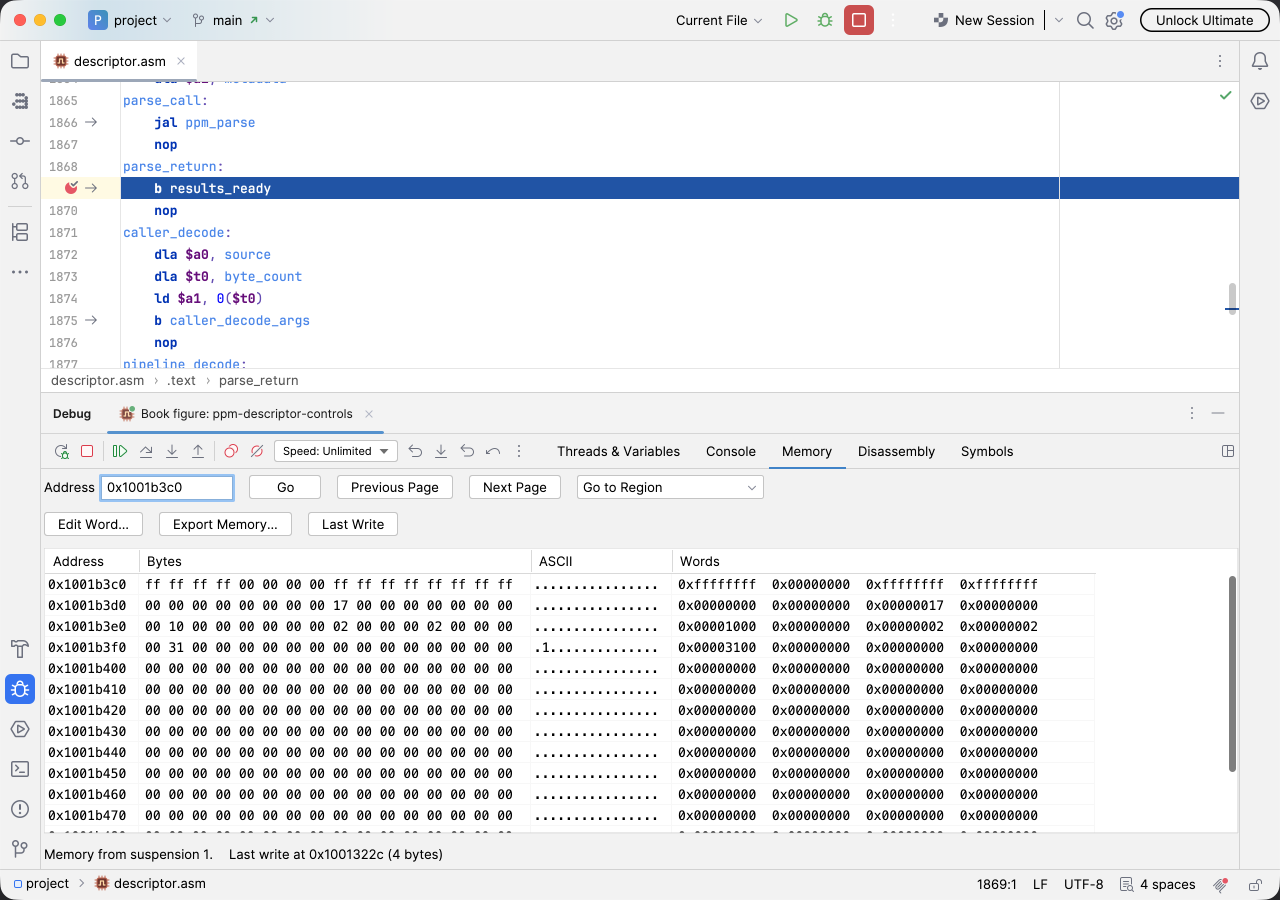 P project main Current File New Session Unlock Ultimate
descriptor.asm
1865 parse_call:
1866 jal ppm_parse
1867 nop
1868 parse_return:
b results_ready
1870 nop
1871 caller_decode:
1872 dla $a0, source
1873 dla $t0, byte_count
1874 ld $a1, 0($t0)
1875 b caller_decode_args
1876 nop
1877 pipeline_decode:
descriptor.asm › .text › parse_return
Debug Book figure: ppm-descriptor-controls
Speed: Unlimited Threads & Variables Console Memory Disassembly Symbols
Address 0x1001b3c0 Go Previous Page Next Page Go to Region
Edit Word... Export Memory... Last Write
Address Bytes ASCII Words
0x1001b3c0 ff ff ff ff 00 00 00 00 ff ff ff ff ff ff ff ff ................ 0xffffffff 0x00000000 0xffffffff 0xffffffff
0x1001b3d0 00 00 00 00 00 00 00 00 17 00 00 00 00 00 00 00 ................ 0x00000000 0x00000000 0x00000017 0x00000000
0x1001b3e0 00 10 00 00 00 00 00 00 02 00 00 00 02 00 00 00 ................ 0x00001000 0x00000000 0x00000002 0x00000002
0x1001b3f0 00 31 00 00 00 00 00 00 00 00 00 00 00 00 00 00 .1.............. 0x00003100 0x00000000 0x00000000 0x00000000
0x1001b400 00 00 00 00 00 00 00 00 00 00 00 00 00 00 00 00 ................ 0x00000000 0x00000000 0x00000000 0x00000000
0x1001b410 00 00 00 00 00 00 00 00 00 00 00 00 00 00 00 00 ................ 0x00000000 0x00000000 0x00000000 0x00000000
0x1001b420 00 00 00 00 00 00 00 00 00 00 00 00 00 00 00 00 ................ 0x00000000 0x00000000 0x00000000 0x00000000
0x1001b430 00 00 00 00 00 00 00 00 00 00 00 00 00 00 00 00 ................ 0x00000000 0x00000000 0x00000000 0x00000000
0x1001b440 00 00 00 00 00 00 00 00 00 00 00 00 00 00 00 00 ................ 0x00000000 0x00000000 0x00000000 0x00000000
0x1001b450 00 00 00 00 00 00 00 00 00 00 00 00 00 00 00 00 ................ 0x00000000 0x00000000 0x00000000 0x00000000
0x1001b460 00 00 00 00 00 00 00 00 00 00 00 00 00 00 00 00 ................ 0x00000000 0x00000000 0x00000000 0x00000000
0x1001b470 00 00 00 00 00 00 00 00 00 00 00 00 00 00 00 00 ................ 0x00000000 0x00000000 0x00000000 0x00000000
Memory from suspension 1. Last write at 0x1001322c (4 bytes)
project › descriptor.asm 1869:1 LF UTF-8 4 spaces